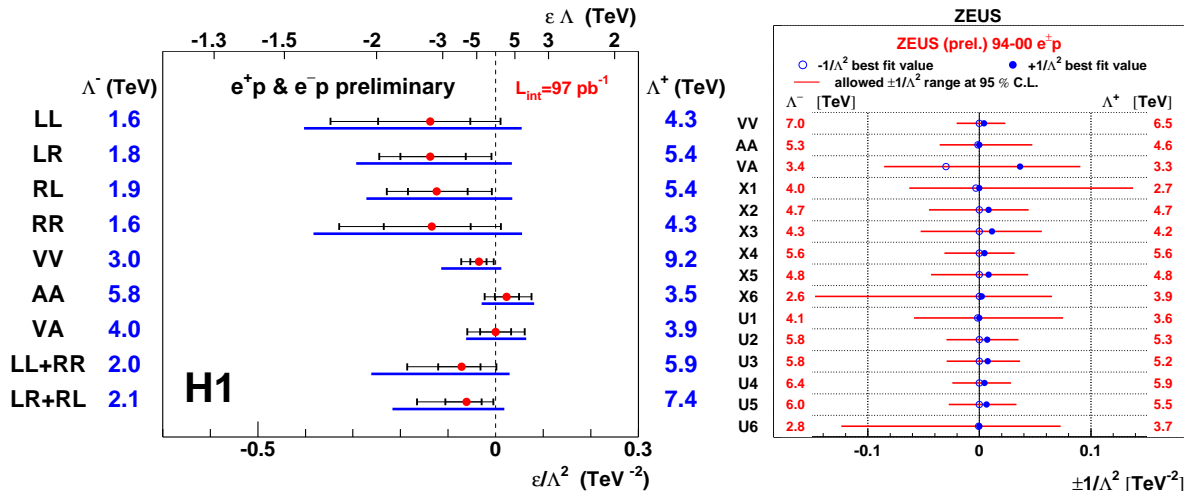 ε Λ (TeV)
-1.3 -1.4 -2 -3 -5 5 3 2
Λ⁻ (TeV) e⁺p & e⁻p preliminary L_int=97 pb⁻¹ Λ⁺ (TeV)
LL 1.6 4.3
LR 1.8 5.4
RL 1.9 5.4
RR 1.6 4.3
VV 3.0 9.2
AA 5.8 3.5
VA 4.0 3.9
LL+RR 2.0 5.9
LR+RL 2.1 7.4
H1
-0.5 0 0.3
ε/Λ² (TeV⁻²)
ZEUS
ZEUS (prel.) 94-00 e±p
-1/Λ² best fit value +1/Λ² best fit value
allowed ±1/Λ² range at 95 % C.L.
Λ⁻ [TeV] Λ⁺ [TeV]
VV 7.0 6.5
AA 5.3 4.6
VA 3.4 3.3
X1 4.0 2.7
X2 4.7 4.7
X3 4.3 4.2
X4 5.6 5.6
X5 4.8 4.8
X6 2.6 3.9
U1 4.1 3.6
U2 5.8 5.3
U3 5.8 5.2
U4 6.4 5.9
U5 6.0 5.5
U6 2.8 3.7
-0.1 0 0.1
±1/Λ² [TeV⁻²]